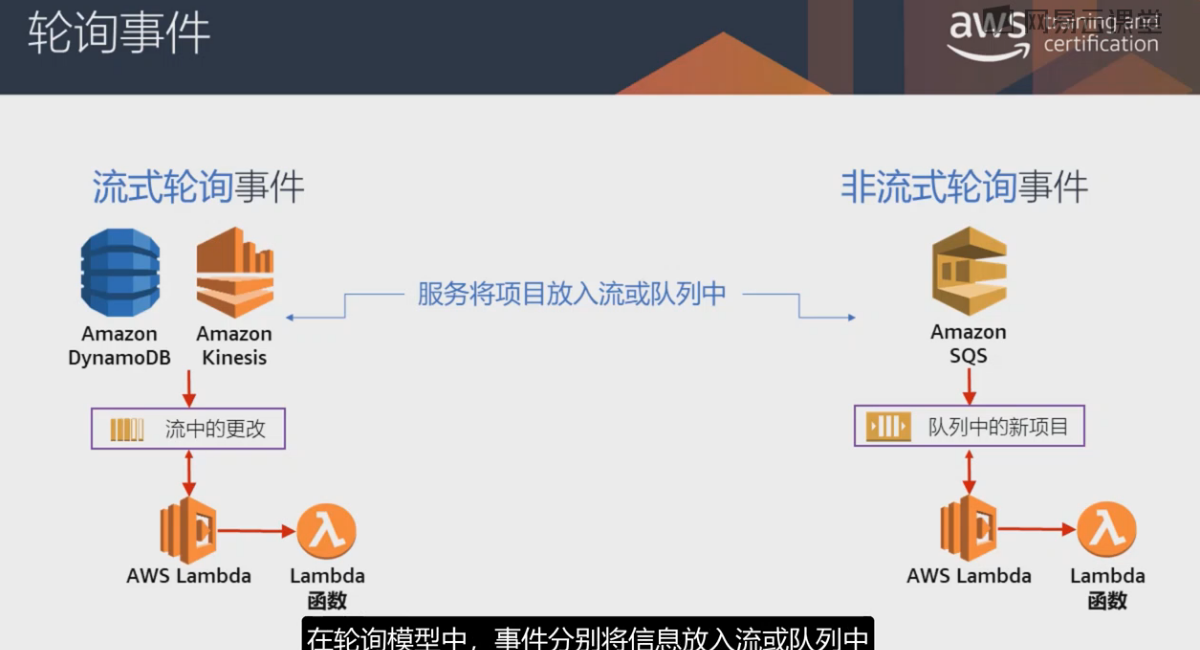 轮询事件
aws training and
certification
网易云课堂
流式轮询事件
非流式轮询事件
服务将项目放入流或队列中
Amazon
DynamoDB
Amazon
Kinesis
Amazon
SQS
流中的更改
队列中的新项目
AWS Lambda
Lambda
函数
AWS Lambda
Lambda
函数
在轮询模型中，事件分别将信息放入流或队列中